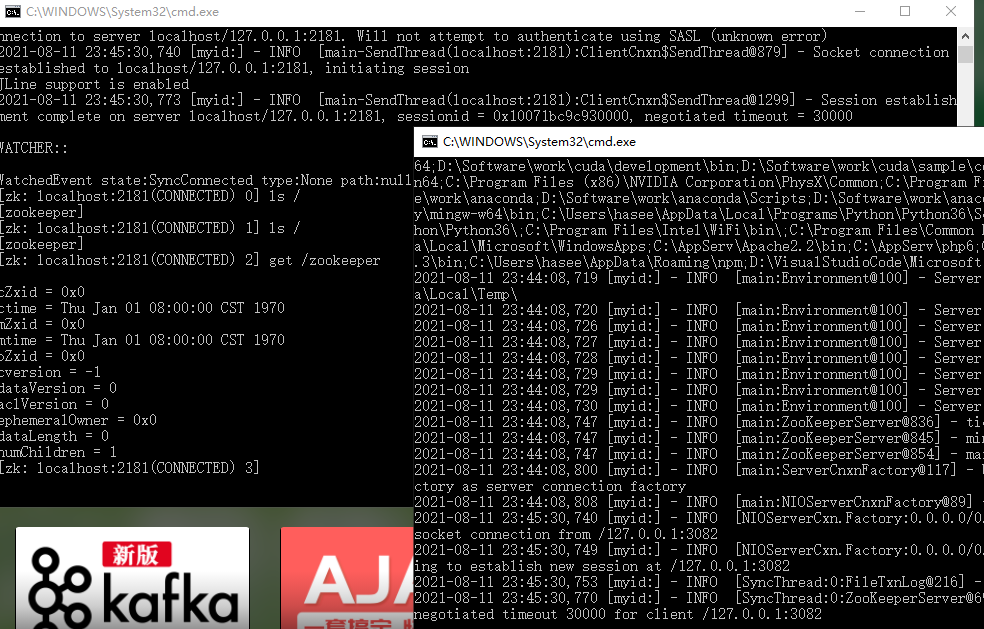 C:\WINDOWS\System32\cmd.exe
nnection to server localhost/127.0.0.1:2181. Will not attempt to authenticate using SASL (unknown error)
2021-08-11 23:45:30,740 [myid:] - INFO  [main-SendThread(localhost:2181):ClientCnxn$SendThread@879] - Socket connection
established to localhost/127.0.0.1:2181, initiating session
JLine support is enabled
2021-08-11 23:45:30,773 [myid:] - INFO  [main-SendThread(localhost:2181):ClientCnxn$SendThread@1299] - Session establish
ment complete on server localhost/127.0.0.1:2181, sessionid = 0x10071bc9c930000, negotiated timeout = 30000
WATCHER::
WatchedEvent state:SyncConnected type:None path:null
[zk: localhost:2181(CONNECTED) 0] ls /
[zookeeper]
[zk: localhost:2181(CONNECTED) 1] ls /
[zookeeper]
[zk: localhost:2181(CONNECTED) 2] get /zookeeper
cZxid = 0x0
ctime = Thu Jan 01 08:00:00 CST 1970
mZxid = 0x0
mtime = Thu Jan 01 08:00:00 CST 1970
pZxid = 0x0
cversion = -1
dataVersion = 0
aclVersion = 0
ephemeralOwner = 0x0
dataLength = 0
numChildren = 1
[zk: localhost:2181(CONNECTED) 3]
C:\WINDOWS\System32\cmd.exe
64;D:\Software\work\cuda\development\bin;D:\Software\work\cuda\sample\co
n64;C:\Program Files (x86)\NVIDIA Corporation\PhysX\Common;C:\Program F
e\work\anaconda;D:\Software\work\anaconda\Scripts;D:\Software\work\anac
y\mingw-w64\bin;C:\Users\hasee\AppData\Local\Programs\Python\Python36\S
hon\Python36\;C:\Program Files\Intel\WiFi\bin\;C:\Program Files\Common
a\Local\Microsoft\WindowsApps;C:\AppServ\Apache2.2\bin;C:\AppServ\php6;
.3\bin;C:\Users\hasee\AppData\Roaming\npm;D:\VisualStudioCode\Microsoft
2021-08-11 23:44:08,719 [myid:] - INFO  [main:Environment@100] - Server
a\Local\Temp\
2021-08-11 23:44:08,720 [myid:] - INFO  [main:Environment@100] - Server
2021-08-11 23:44:08,726 [myid:] - INFO  [main:Environment@100] - Server
2021-08-11 23:44:08,727 [myid:] - INFO  [main:Environment@100] - Server
2021-08-11 23:44:08,728 [myid:] - INFO  [main:Environment@100] - Server
2021-08-11 23:44:08,729 [myid:] - INFO  [main:Environment@100] - Server
2021-08-11 23:44:08,729 [myid:] - INFO  [main:Environment@100] - Server
2021-08-11 23:44:08,730 [myid:] - INFO  [main:Environment@100] - Server
2021-08-11 23:44:08,747 [myid:] - INFO  [main:ZooKeeperServer@836] - ti
2021-08-11 23:44:08,747 [myid:] - INFO  [main:ZooKeeperServer@845] - mi
2021-08-11 23:44:08,747 [myid:] - INFO  [main:ZooKeeperServer@854] - ma
2021-08-11 23:44:08,800 [myid:] - INFO  [main:ServerCnxnFactory@117] -
ctory as server connection factory
2021-08-11 23:44:08,808 [myid:] - INFO  [main:NIOServerCnxnFactory@89] -
2021-08-11 23:45:30,740 [myid:] - INFO  [NIOServerCxn.Factory:0.0.0.0/0.
socket connection from /127.0.0.1:3082
2021-08-11 23:45:30,749 [myid:] - INFO  [NIOServerCxn.Factory:0.0.0.0/0.
ing to establish new session at /127.0.0.1:3082
2021-08-11 23:45:30,753 [myid:] - INFO  [SyncThread:0:FileTxnLog@216] -
2021-08-11 23:45:30,770 [myid:] - INFO  [SyncThread:0:ZooKeeperServer@6
negotiated timeout 30000 for client /127.0.0.1:3082
新版
kafka
AJA
一套搞定